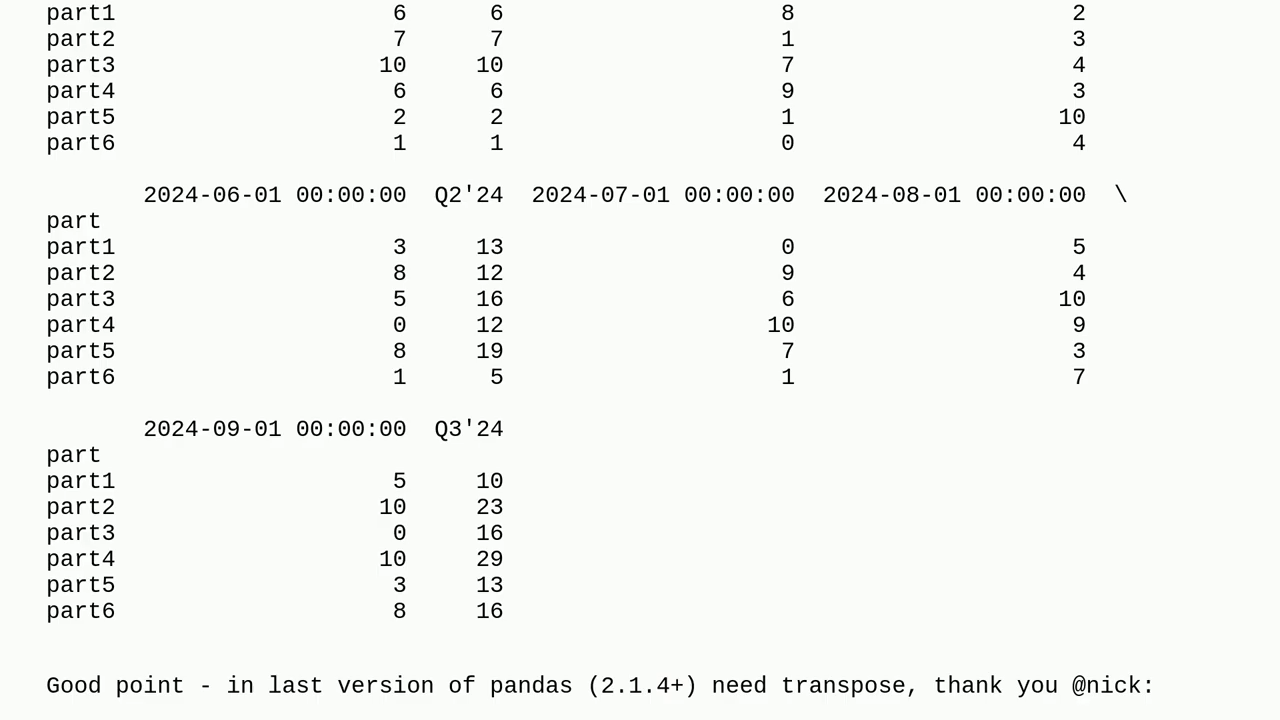 part1                    6      6                    8                    2
part2                    7      7                    1                    3
part3                   10     10                    7                    4
part4                    6      6                    9                    3
part5                    2      2                    1                   10
part6                    1      1                    0                    4
       2024-06-01 00:00:00  Q2'24  2024-07-01 00:00:00  2024-08-01 00:00:00  \
part
part1                    3     13                    0                    5
part2                    8     12                    9                    4
part3                    5     16                    6                   10
part4                    0     12                   10                    9
part5                    8     19                    7                    3
part6                    1      5                    1                    7
       2024-09-01 00:00:00  Q3'24
part
part1                    5     10
part2                   10     23
part3                    0     16
part4                   10     29
part5                    3     13
part6                    8     16
Good point - in last version of pandas (2.1.4+) need transpose, thank you @nick: